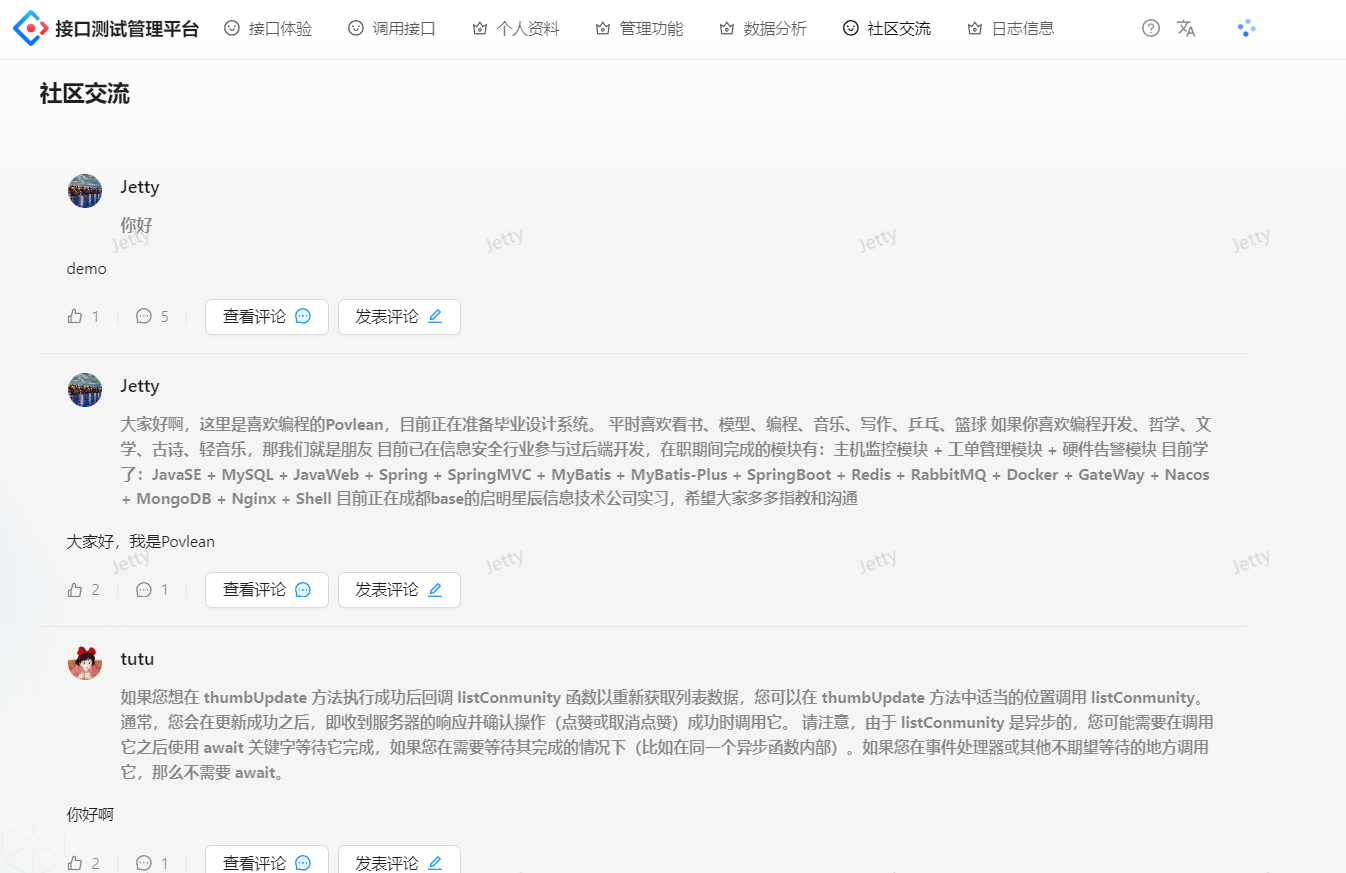 接口测试管理平台 接口体验 调用接口 个人资料 管理功能 数据分析 社区交流 日志信息
社区交流
Jetty
你好
Jetty Jetty Jetty Jetty
demo
1 5 查看评论 发表评论
Jetty
大家好啊，这里是喜欢编程的Povlean，目前正在准备毕业设计系统。 平时喜欢看书、模型、编程、音乐、写作、乒乓、篮球 如果你喜欢编程开发、哲学、文
学、古诗、轻音乐，那我们就是朋友 目前已在信息安全行业参与过后端开发，在职期间完成的模块有：主机监控模块 + 工单管理模块 + 硬件告警模块 目前学
了：JavaSE + MySQL + JavaWeb + Spring + SpringMVC + MyBatis + MyBatis-Plus + SpringBoot + Redis + RabbitMQ + Docker + GateWay + Nacos
+ MongoDB + Nginx + Shell 目前正在成都base的启明星辰信息技术公司实习，希望大家多多指教和沟通
大家好，我是Povlean
Jetty Jetty Jetty Jetty
2 1 查看评论 发表评论
tutu
如果您想在 thumbUpdate 方法执行成功后回调 listConmunity 函数以重新获取列表数据，您可以在 thumbUpdate 方法中适当的位置调用 listConmunity。
通常，您会在更新成功之后，即收到服务器的响应并确认操作（点赞或取消点赞）成功时调用它。 请注意，由于 listConmunity 是异步的，您可能需要在调用
它之后使用 await 关键字等待它完成，如果您在需要等待其完成的情况下（比如在同一个异步函数内部）。如果您在事件处理器或其他不期望等待的地方调用
它，那么不需要 await。
你好啊
2 1 查看评论 发表评论